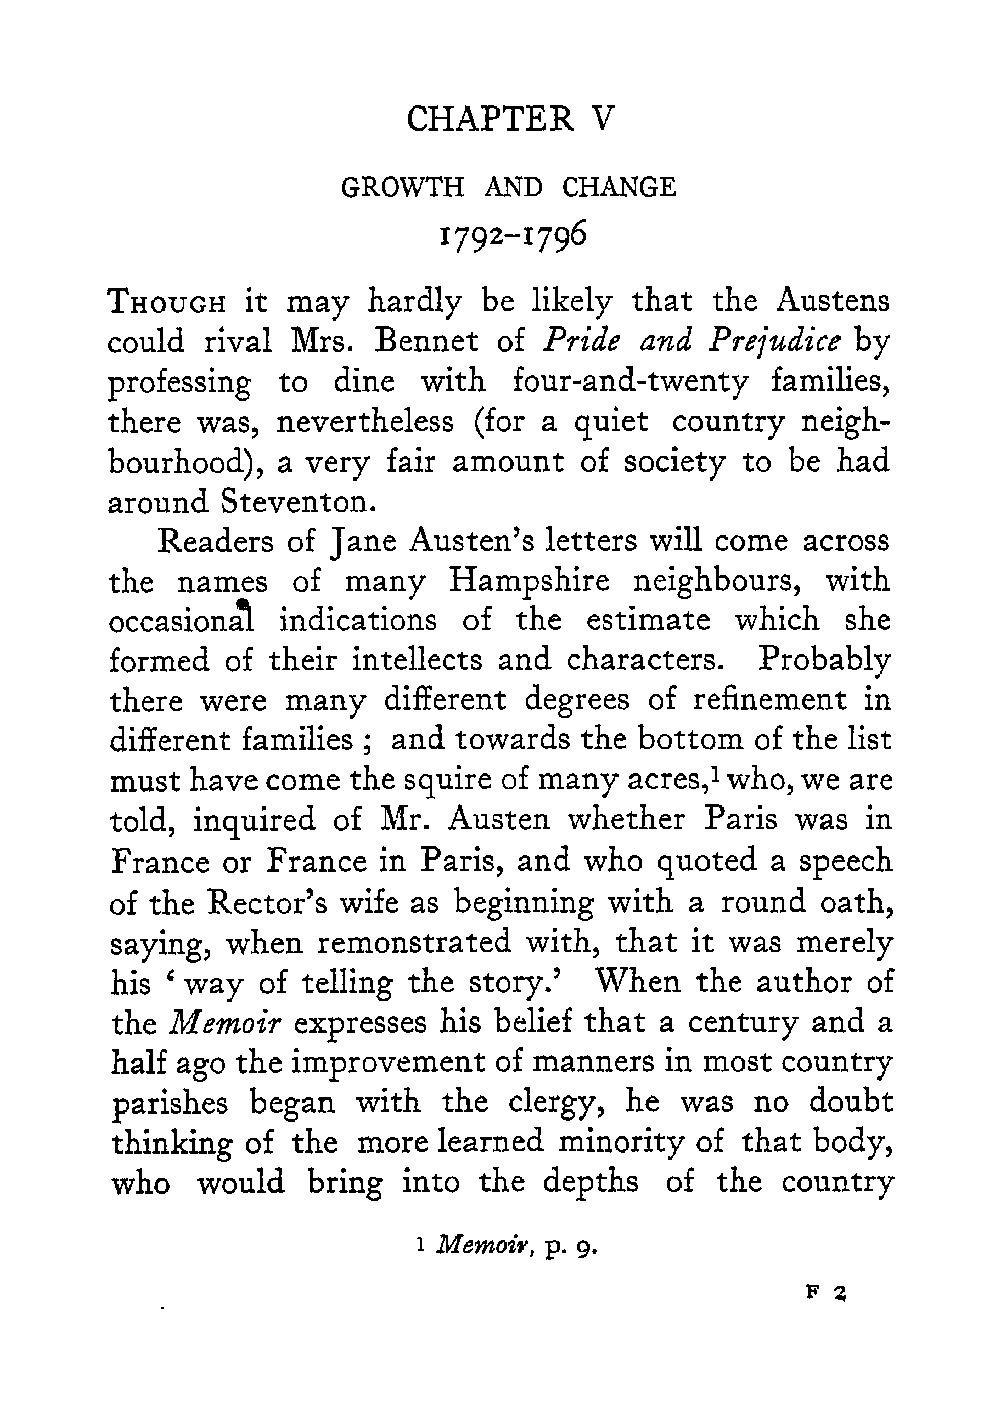 CHAPTER V
GROWTH AND CHANGE
1792–1796
THOUGH it may hardly be likely that the Austens
could rival Mrs. Bennet of Pride and Prejudice by
professing to dine with four-and-twenty families,
there was, nevertheless (for a quiet country neigh-
bourhood), a very fair amount of society to be had
around Steventon.
Readers of Jane Austen's letters will come across
the names of many Hampshire neighbours, with
occasional indications of the estimate which she
formed of their intellects and characters. Probably
there were many different degrees of refinement in
different families ; and towards the bottom of the list
must have come the squire of many acres,¹ who, we are
told, inquired of Mr. Austen whether Paris was in
France or France in Paris, and who quoted a speech
of the Rector's wife as beginning with a round oath,
saying, when remonstrated with, that it was merely
his ‘ way of telling the story.’ When the author of
the Memoir expresses his belief that a century and a
half ago the improvement of manners in most country
parishes began with the clergy, he was no doubt
thinking of the more learned minority of that body,
who would bring into the depths of the country
¹ Memoir, p. 9.
F 2